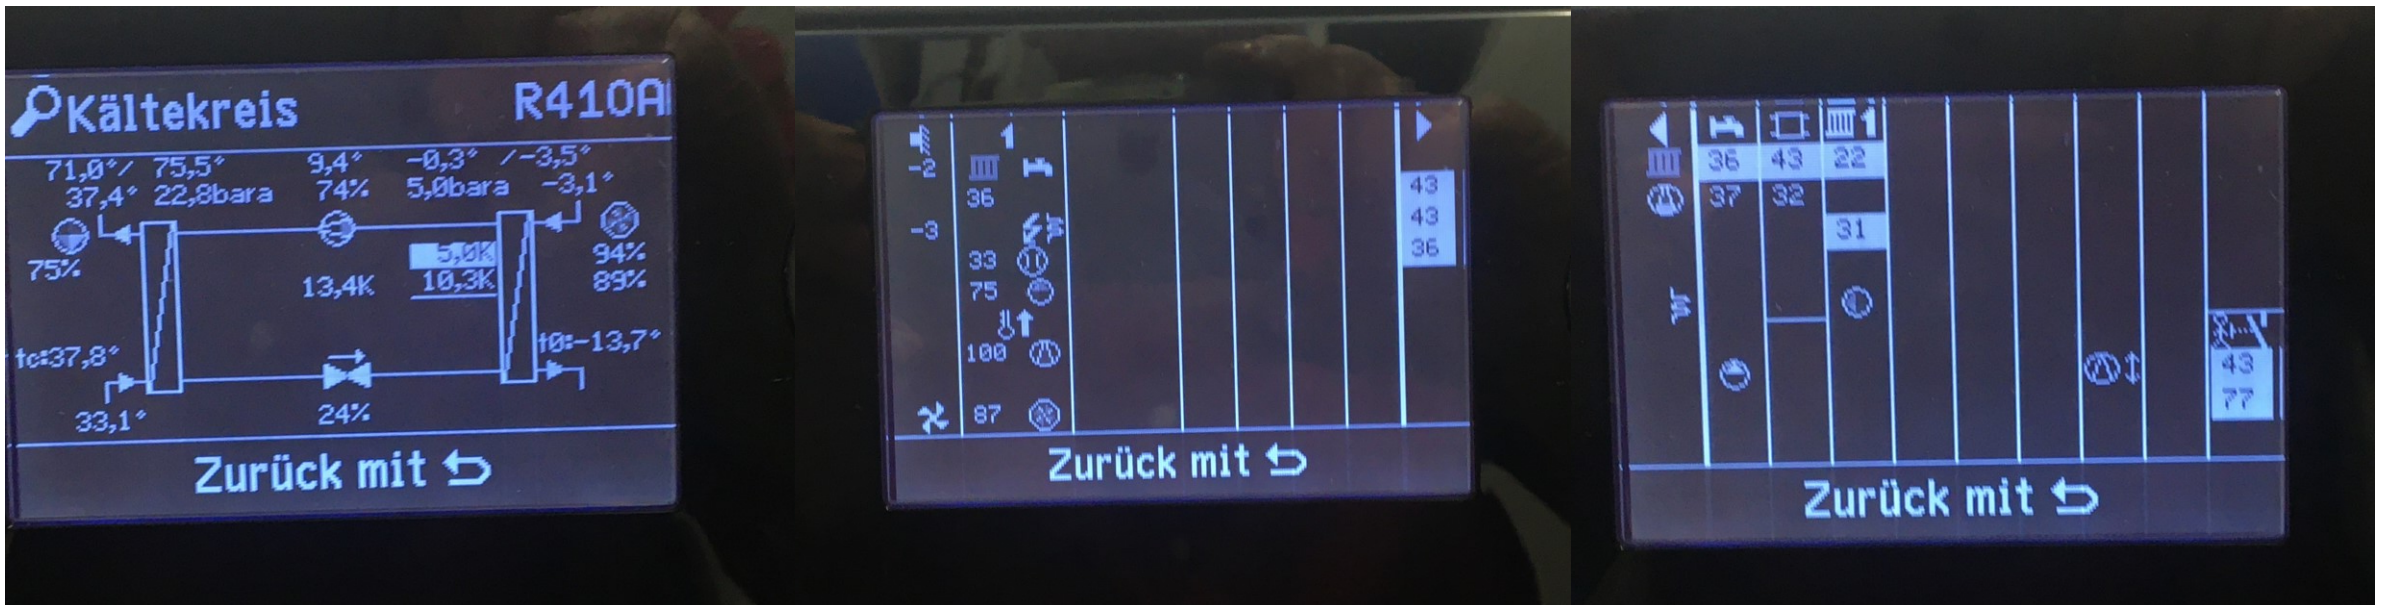 Kältekreis R410A
71,0°/ 75,5° 9,4° -0,3° /-3,5°
37,4° 22,8bara 74% 5,0bara -3,1°
75% 5,0K 94%
13,4K 10,3K 89%
tc:37,8° t0:-13,7°
33,1° 24%
Zurück mit
1
-2
36 43
43
-3 36
33
75
100
87
Zurück mit
1
36 43 22
37 32
31
43
77
Zurück mit